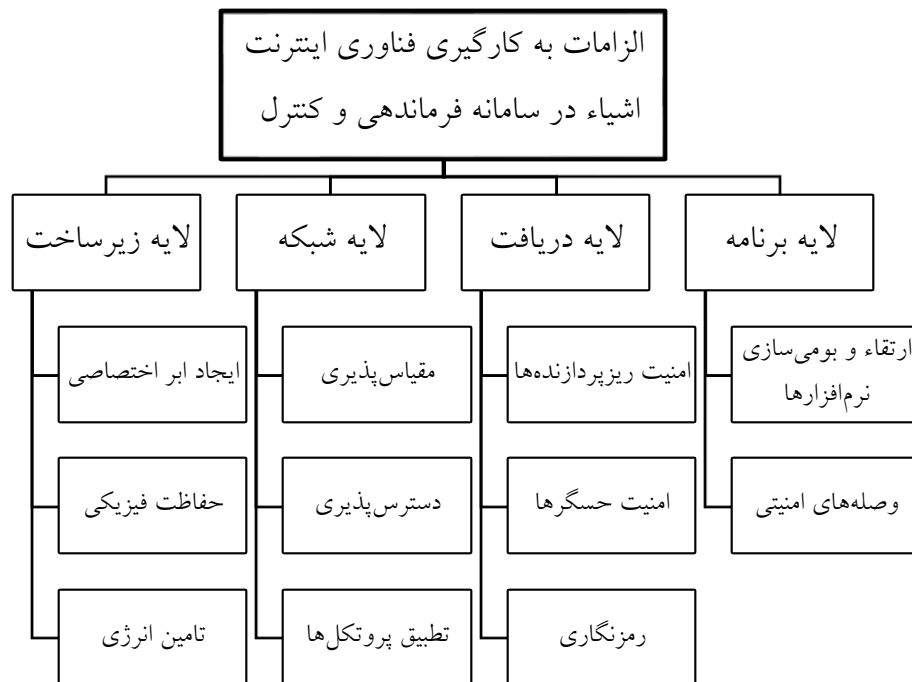 الزامات به کارگیری فناوری اینترنت
اشیاء در سامانه فرماندهی و کنترل
لایه برنامه
لایه دریافت
لایه شبکه
لایه زیرساخت
ارتقاء و بومی‌سازی
نرم‌افزارها
امنیت ریزپردازنده‌ها
مقیاس‌پذیری
ایجاد ابر اختصاصی
وصله‌های امنیتی
امنیت حسگرها
دسترس‌پذیری
حفاظت فیزیکی
رمزنگاری
تطبیق پروتکل‌ها
تامین انرژی